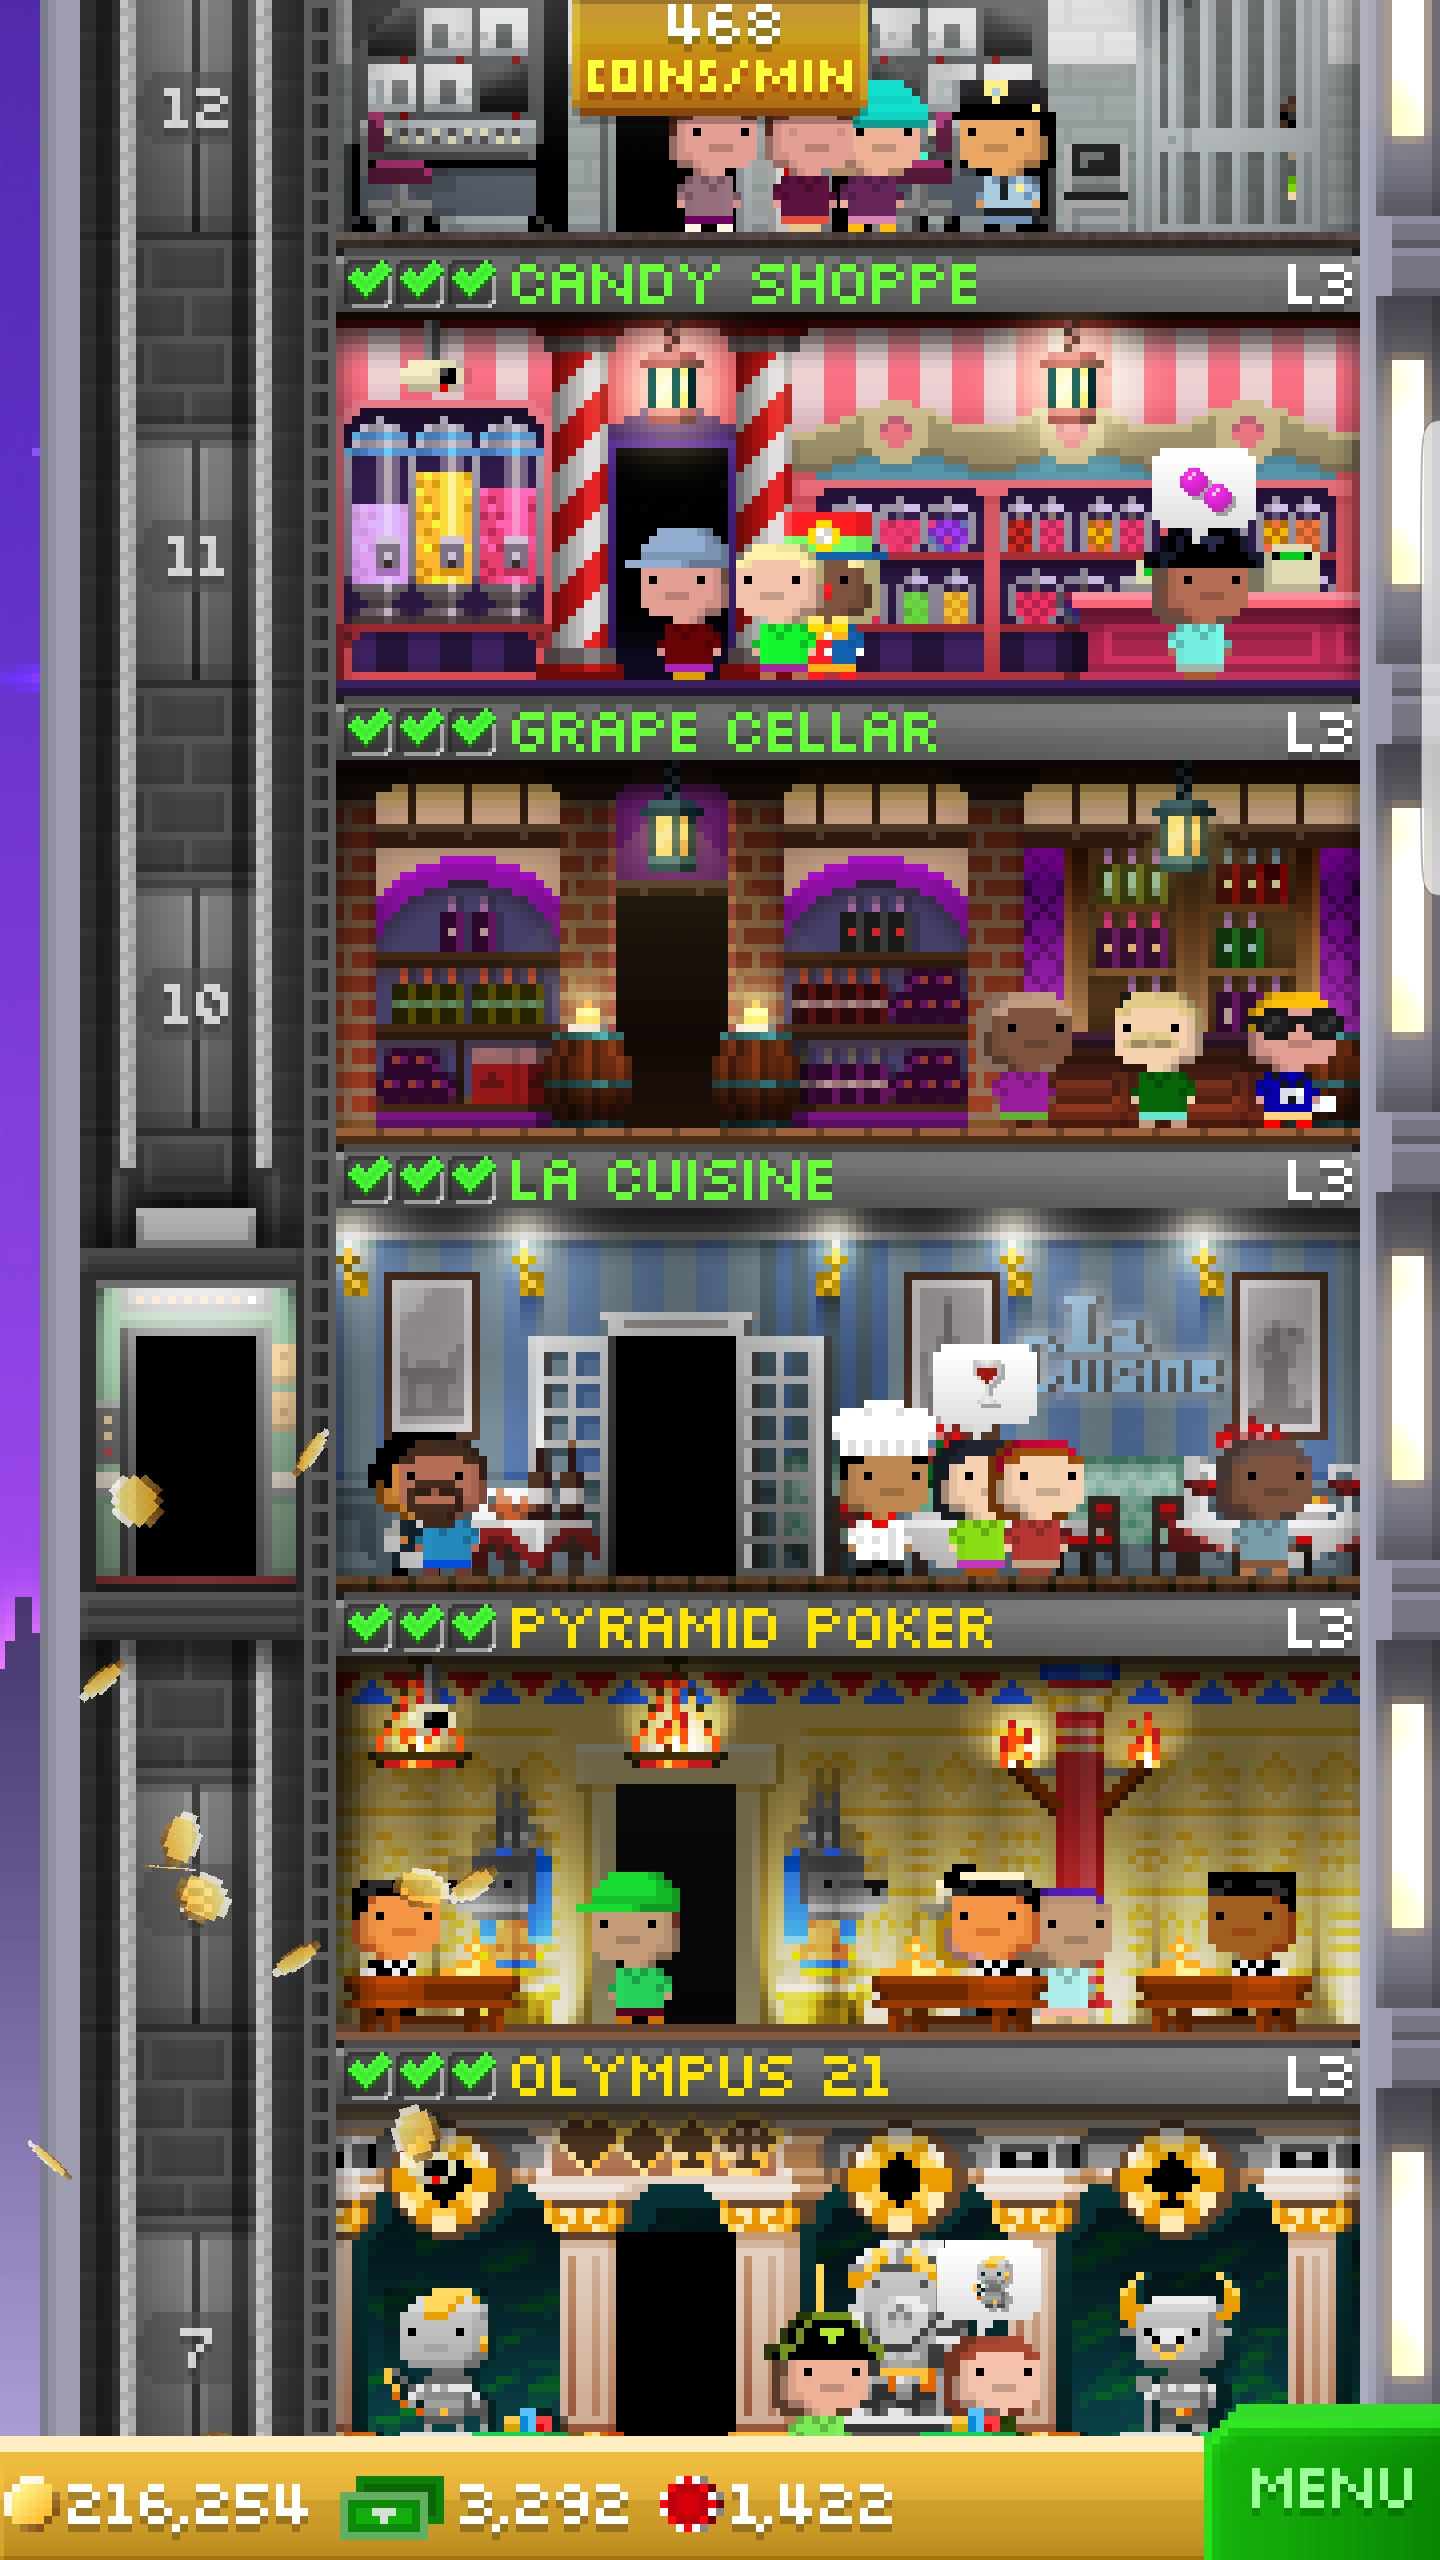 468
COINS/MIN
12
CANDY SHOPPE L3
11
GRAPE CELLAR L3
10
LA CUISINE L3
La
Cuisine
PYRAMID POKER L3
OLYMPUS 21 L3
7
216,254 3,292 1,422
MENU